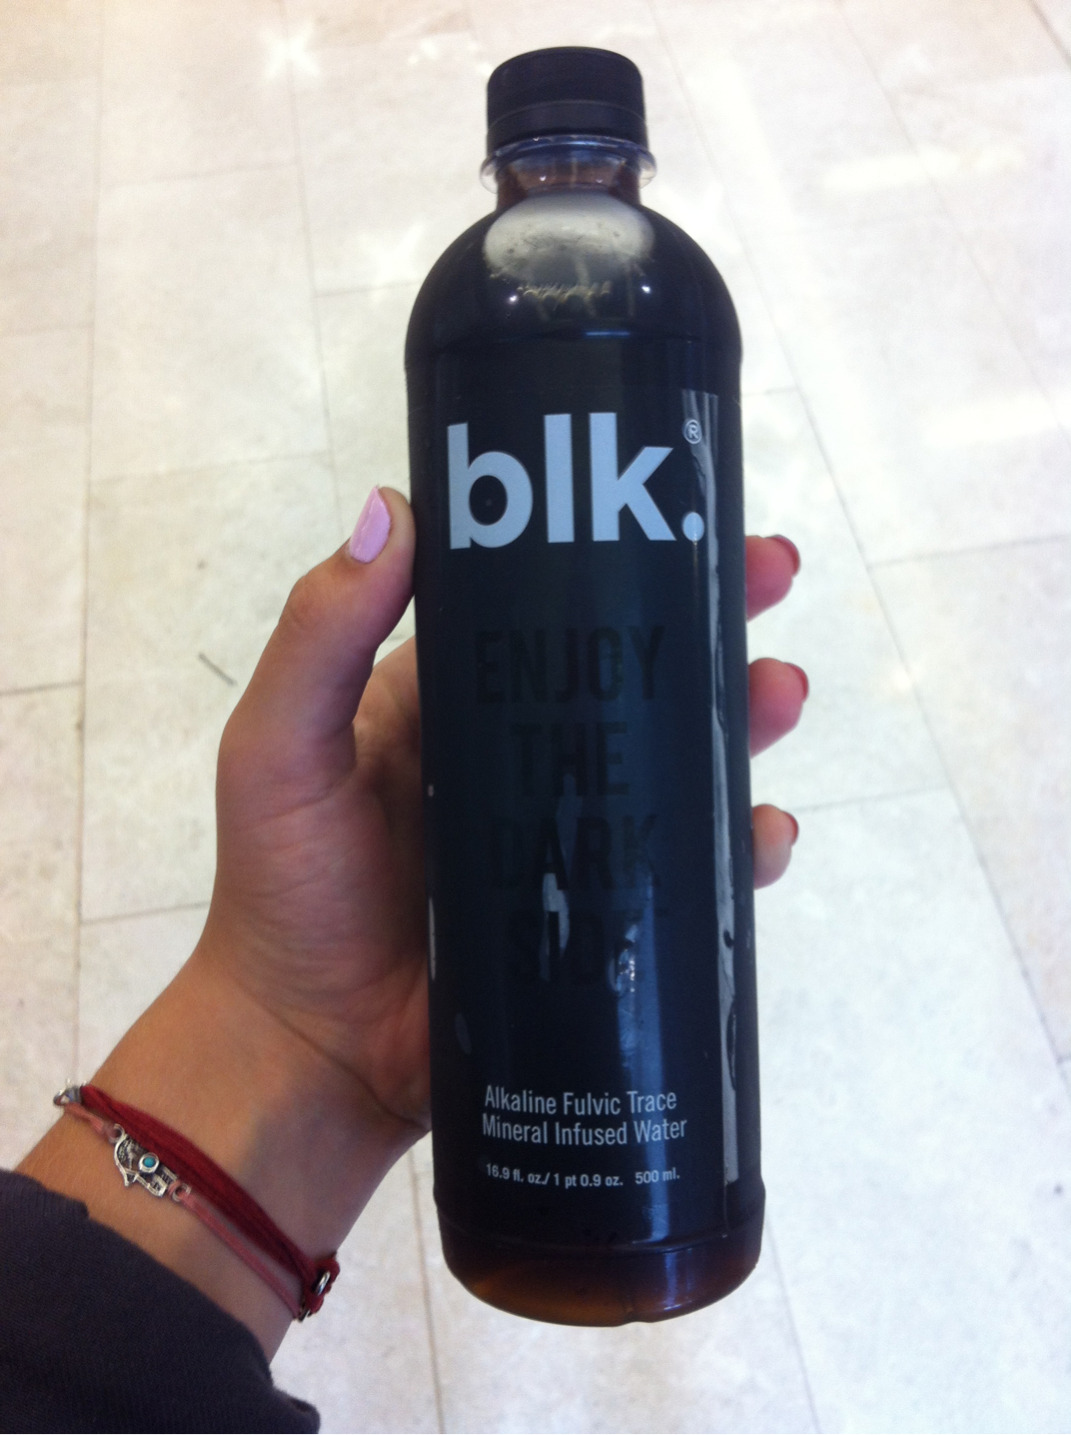 blk.®
ENJOY
THE
DARK
SIDE
Alkaline Fulvic Trace
Mineral Infused Water
16.9 fl. oz./ 1 pt 0.9 oz. 500 ml.